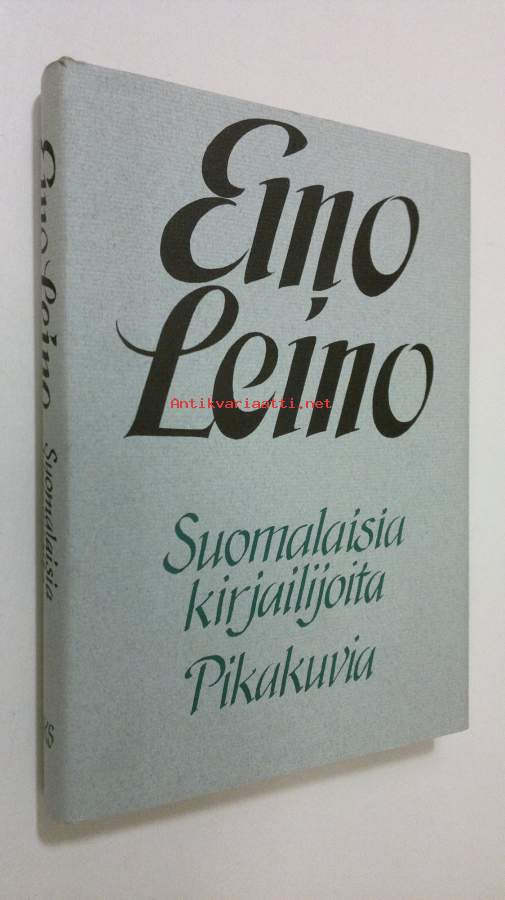 Eino
Leino
Antikvariaatti.net
Suomalaisia
kirjailijoita
Pikakuvia
Eino Leino Suomalaisia